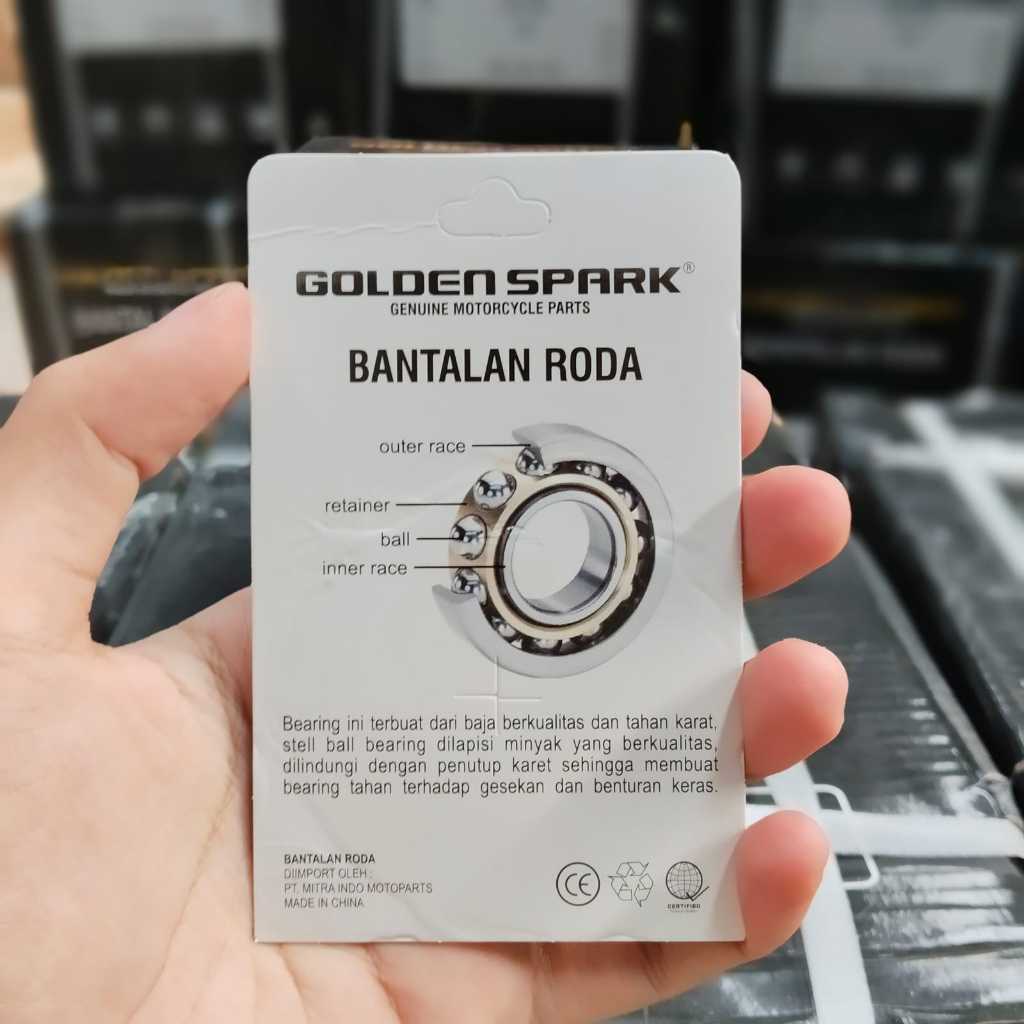 GOLDEN SPARK®
GENUINE MOTORCYCLE PARTS
BANTALAN RODA
outer race
retainer
ball
inner race
Bearing ini terbuat dari baja berkualitas dan tahan karat,
stell ball bearing dilapisi minyak yang berkualitas,
dilindungi dengan penutup karet sehingga membuat
bearing tahan terhadap gesekan dan benturan keras.
BANTALAN RODA
DIIMPORT OLEH :
PT. MITRA INDO MOTOPARTS
MADE IN CHINA
CE
CERTIFIED